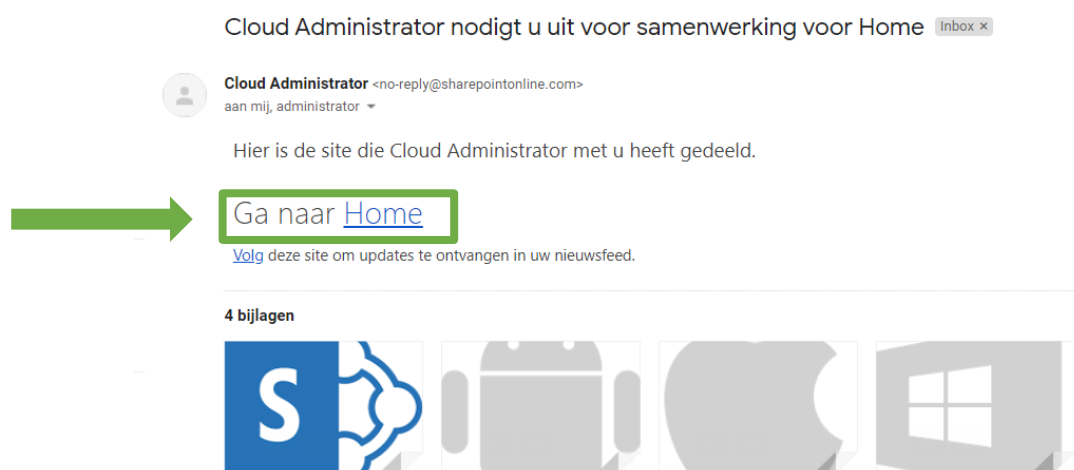 Cloud Administrator nodigt u uit voor samenwerking voor Home Inbox ×
Cloud Administrator <no-reply@sharepointonline.com>
aan mij, administrator
Hier is de site die Cloud Administrator met u heeft gedeeld.
Ga naar Home
Volg deze site om updates te ontvangen in uw nieuwsfeed.
4 bijlagen
S